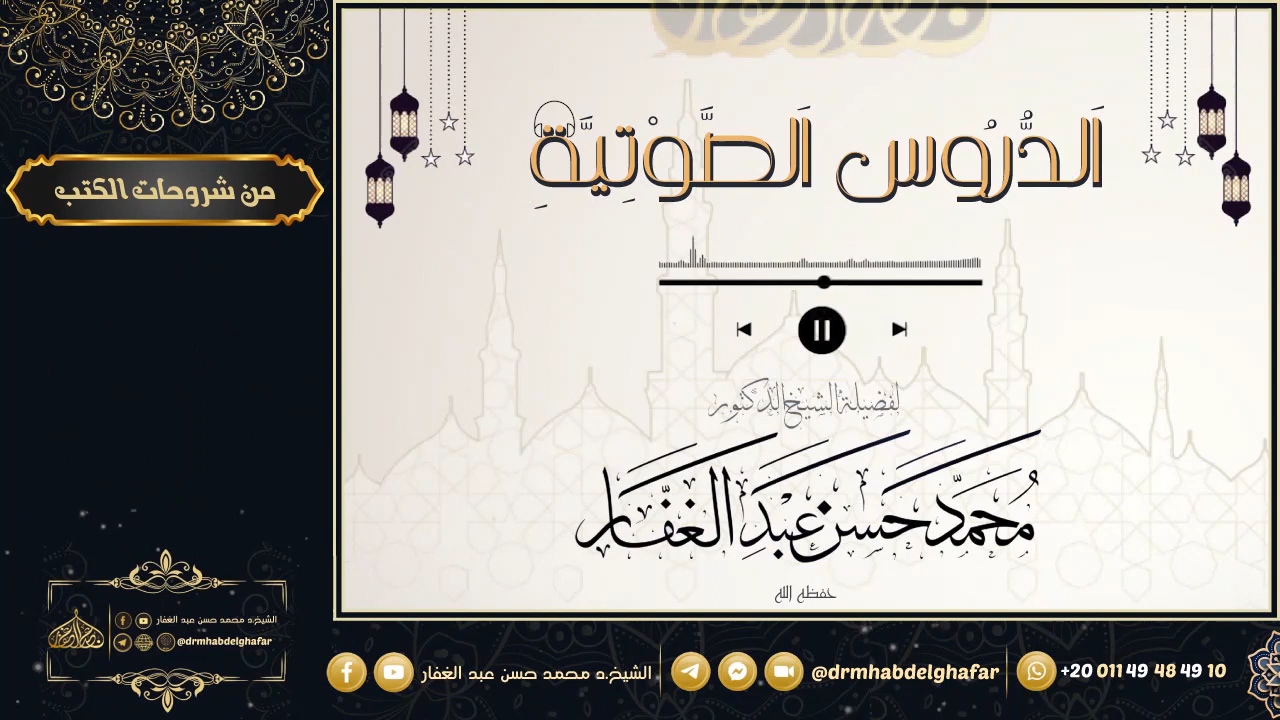 الدُّرُوس الصَّوْتِيَّةِ
من شروحات الكتب
لفضيلة الشيخ الدكتور
مُحَمَّد حَسَن عَبْدَ الغَفَّار
حفظه الله
الشيخ.د محمد حسن عبد الغفار
@drmhabdelghafar
الشيخ.د محمد حسن عبد الغفار
@drmhabdelghafar
+20 011 49 48 49 10